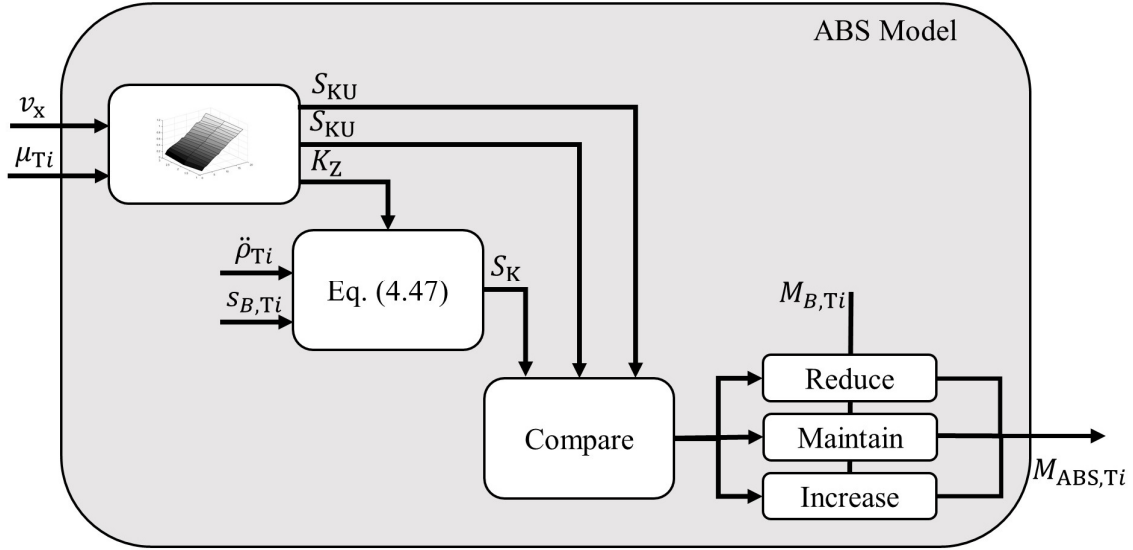 ABS Model
v_x
μ_Ti
S_KU
S_KU
K_Z
ρ̈_Ti
s_B,Ti
Eq. (4.47)
S_K
Compare
M_B,Ti
Reduce
Maintain
Increase
M_ABS,Ti